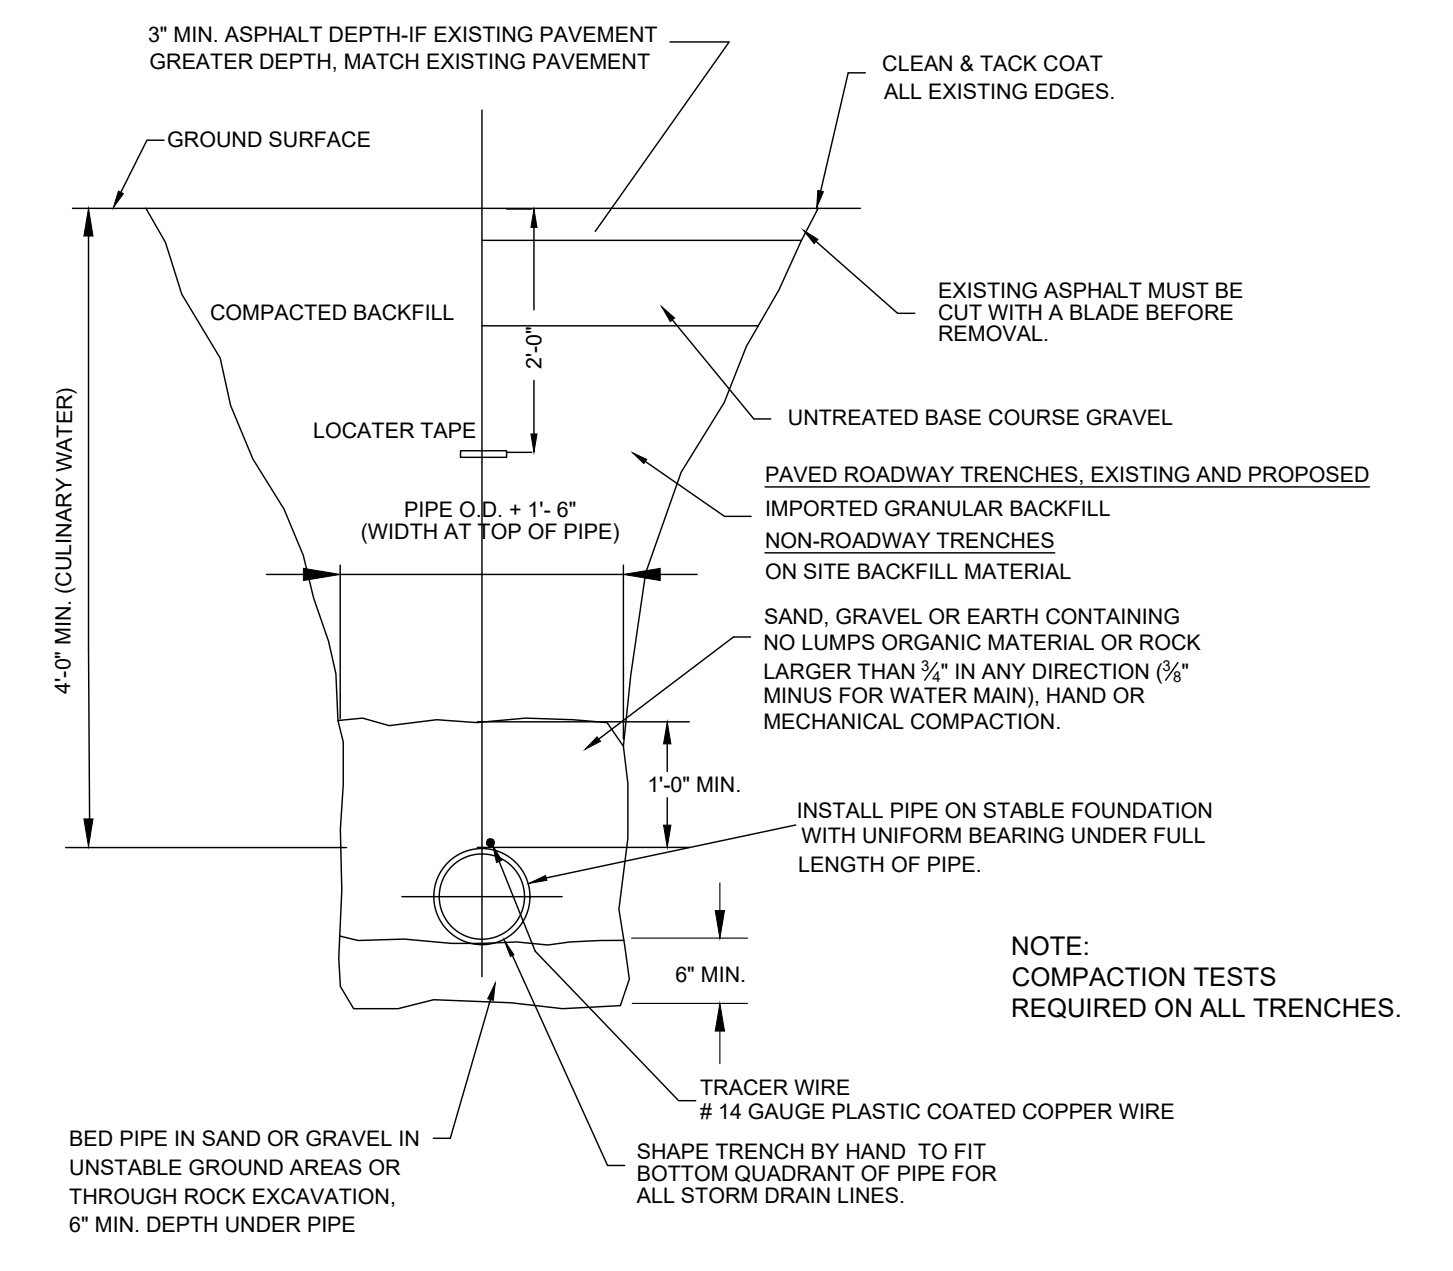 3" MIN. ASPHALT DEPTH-IF EXISTING PAVEMENT
GREATER DEPTH, MATCH EXISTING PAVEMENT
CLEAN & TACK COAT
ALL EXISTING EDGES.
GROUND SURFACE
EXISTING ASPHALT MUST BE
CUT WITH A BLADE BEFORE
REMOVAL.
COMPACTED BACKFILL
2'-0"
UNTREATED BASE COURSE GRAVEL
LOCATER TAPE
PAVED ROADWAY TRENCHES, EXISTING AND PROPOSED
IMPORTED GRANULAR BACKFILL
NON-ROADWAY TRENCHES
ON SITE BACKFILL MATERIAL
PIPE O.D. + 1'- 6"
(WIDTH AT TOP OF PIPE)
4'-0" MIN. (CULINARY WATER)
SAND, GRAVEL OR EARTH CONTAINING
NO LUMPS ORGANIC MATERIAL OR ROCK
LARGER THAN ¾" IN ANY DIRECTION (⅜"
MINUS FOR WATER MAIN), HAND OR
MECHANICAL COMPACTION.
1'-0" MIN.
INSTALL PIPE ON STABLE FOUNDATION
WITH UNIFORM BEARING UNDER FULL
LENGTH OF PIPE.
6" MIN.
NOTE:
COMPACTION TESTS
REQUIRED ON ALL TRENCHES.
TRACER WIRE
# 14 GAUGE PLASTIC COATED COPPER WIRE
BED PIPE IN SAND OR GRAVEL IN
UNSTABLE GROUND AREAS OR
THROUGH ROCK EXCAVATION,
6" MIN. DEPTH UNDER PIPE
SHAPE TRENCH BY HAND TO FIT
BOTTOM QUADRANT OF PIPE FOR
ALL STORM DRAIN LINES.